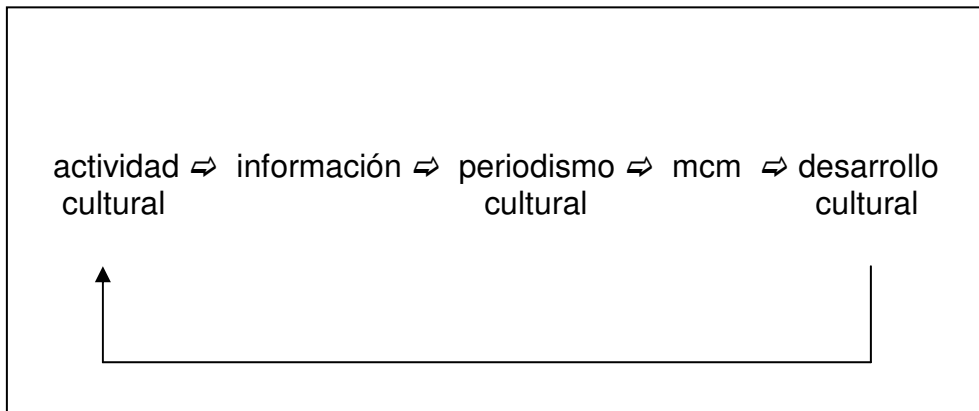 actividad ⇨ información ⇨ periodismo ⇨ mcm ⇨ desarrollo
cultural cultural cultural